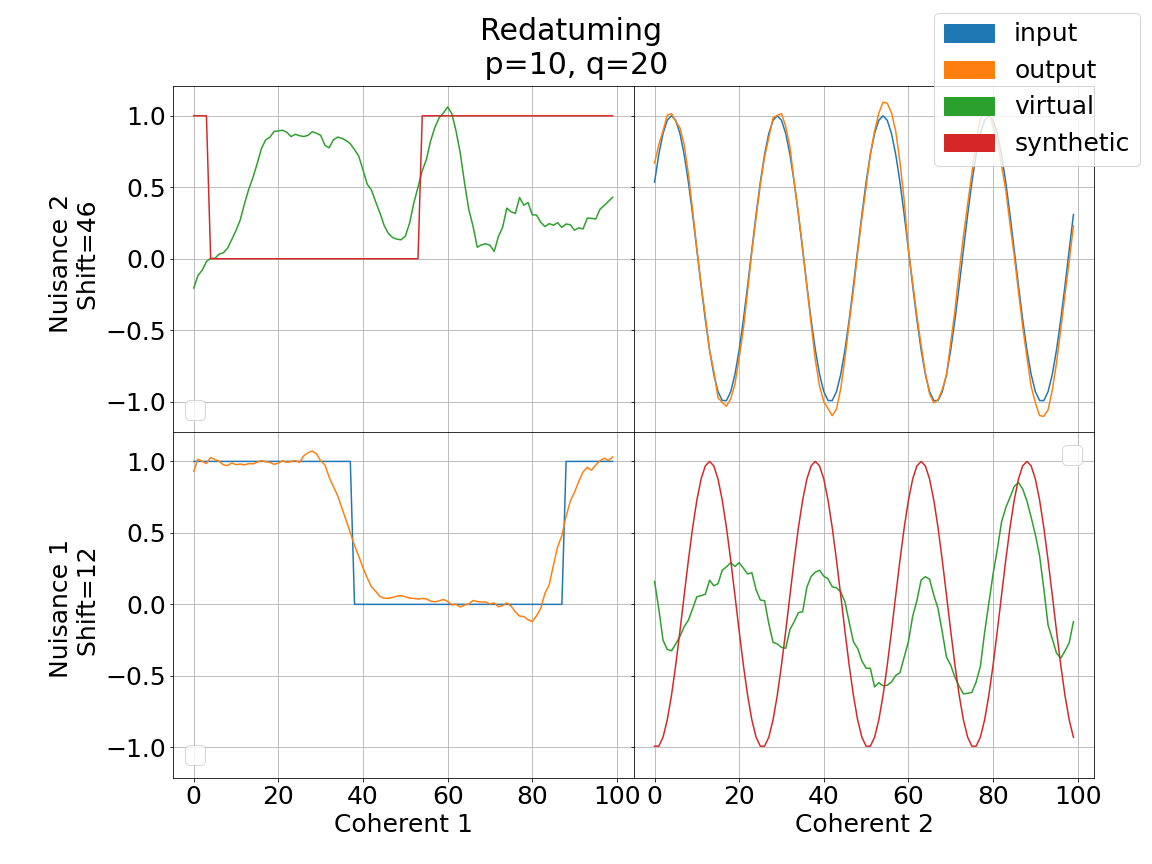 Redatuming
p=10, q=20
input
output
virtual
synthetic
Nuisance 2
Shift=46
1.0
0.5
0.0
−0.5
−1.0
Nuisance 1
Shift=12
1.0
0.5
0.0
−0.5
−1.0
0 20 40 60 80 100
0 20 40 60 80 100
Coherent 1
Coherent 2